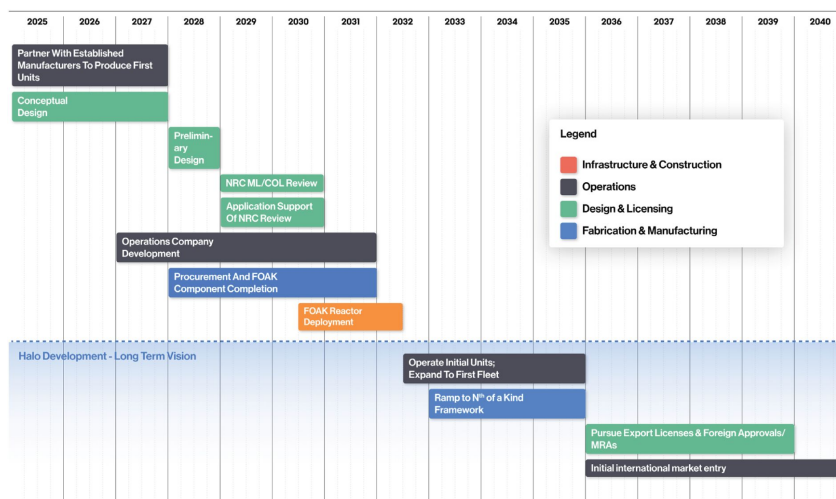 2025 2026 2027 2028 2029 2030 2031 2032 2033 2034 2035 2036 2037 2038 2039 2040
Partner With Established
Manufacturers To Produce First
Units
Conceptual
Design
Prelimin-
ary
Design
Legend
Infrastructure & Construction
Operations
Design & Licensing
Fabrication & Manufacturing
NRC ML/COL Review
Application Support
Of NRC Review
Operations Company
Development
Procurement And FOAK
Component Completion
FOAK Reactor
Deployment
Halo Development - Long Term Vision
Operate Initial Units;
Expand To First Fleet
Ramp to Nth of a Kind
Framework
Pursue Export Licenses & Foreign Approvals/
MRAs
Initial international market entry